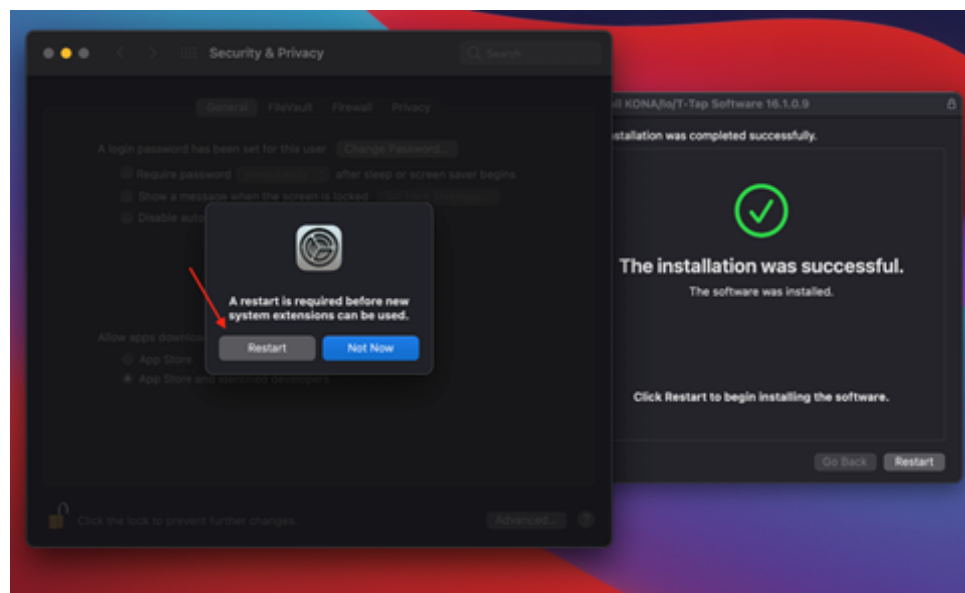 Security & Privacy
Search
General FileVault Firewall Privacy
A login password has been set for this user Change Password...
Require password after sleep or screen saver begins
Show a message when the screen is locked
Disable auto
A restart is required before new
system extensions can be used.
Restart Not Now
Allow apps downloa
App Store
App Store and identified developers
Click the lock to prevent further changes.
Advanced... ?
ll KONA/Io/T-Tap Software 16.1.0.9
stallation was completed successfully.
The installation was successful.
The software was installed.
Click Restart to begin installing the software.
Go Back Restart